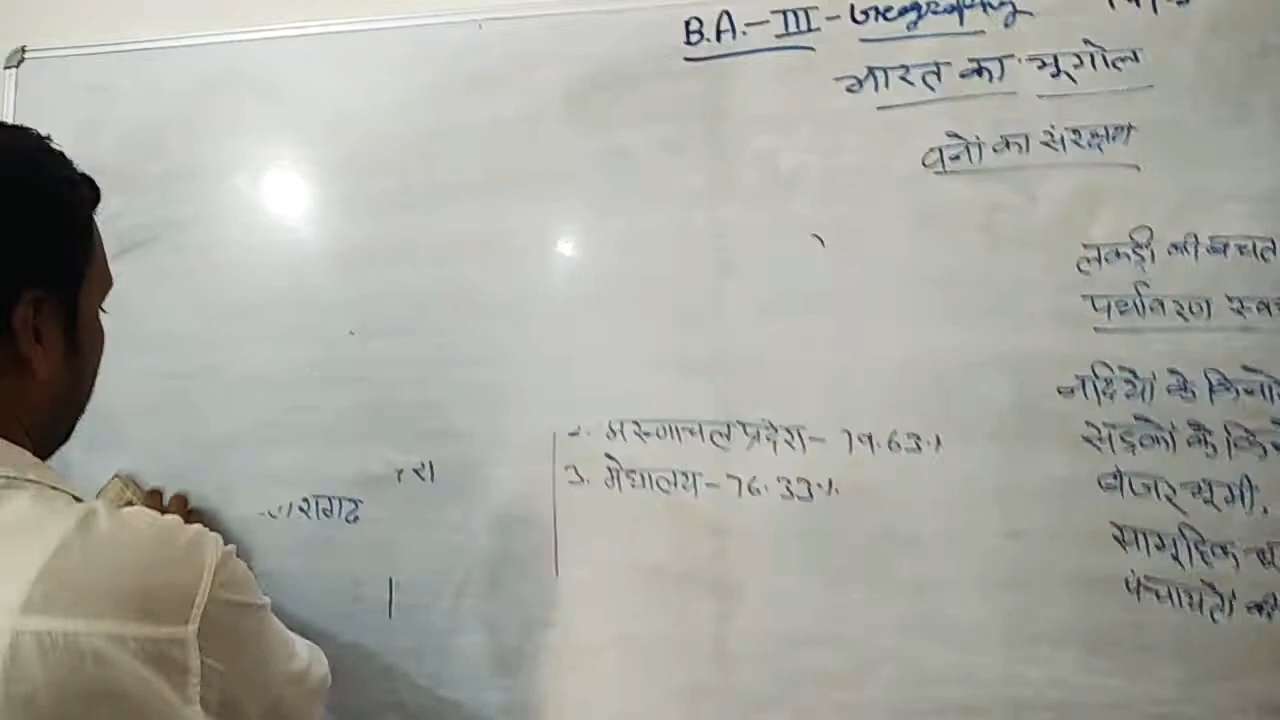 B.A.-III-Geography
भारत का भूगोल
वनों का संरक्षण
लकड़ी की बचत
पर्यावरण स्व
नदियों के किनारे
सड़कों के कि
बंजर भूमी,
सामूहिक
पंचायतों की
2. अरुणाचल प्रदेश- 79.63%
3. मेघालय-76.33%